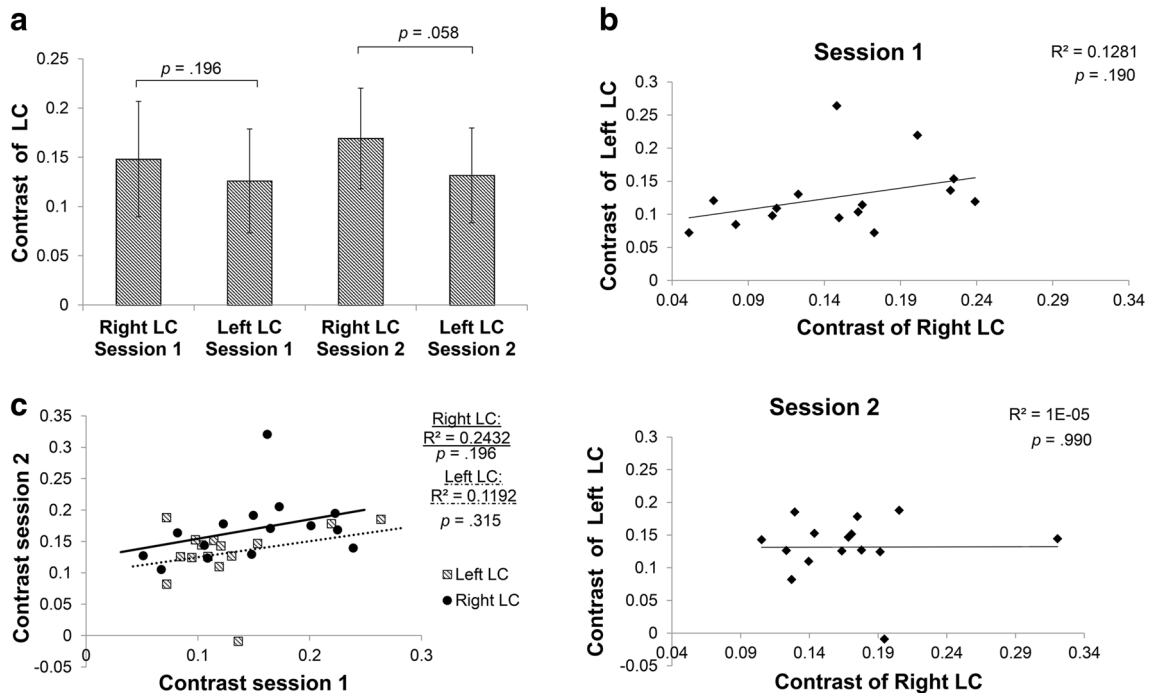 a
p = .058
p = .196
0.25
0.2
0.15
0.1
0.05
0
Contrast of LC
Right LC Session 1
Left LC Session 1
Right LC Session 2
Left LC Session 2
b
Session 1
R² = 0.1281
p = .190
0.3
0.25
0.2
0.15
0.1
0.05
0
Contrast of Left LC
0.04 0.09 0.14 0.19 0.24 0.29 0.34
Contrast of Right LC
Session 2
R² = 1E-05
p = .990
0.3
0.25
0.2
0.15
0.1
0.05
0
-0.05
Contrast of Left LC
0.04 0.09 0.14 0.19 0.24 0.29 0.34
Contrast of Right LC
c
0.35
0.3
0.25
0.2
0.15
0.1
0.05
0
-0.05
Contrast session 2
Right LC:
R² = 0.2432
p = .196
Left LC:
R² = 0.1192
p = .315
Left LC
Right LC
0 0.1 0.2 0.3
Contrast session 1